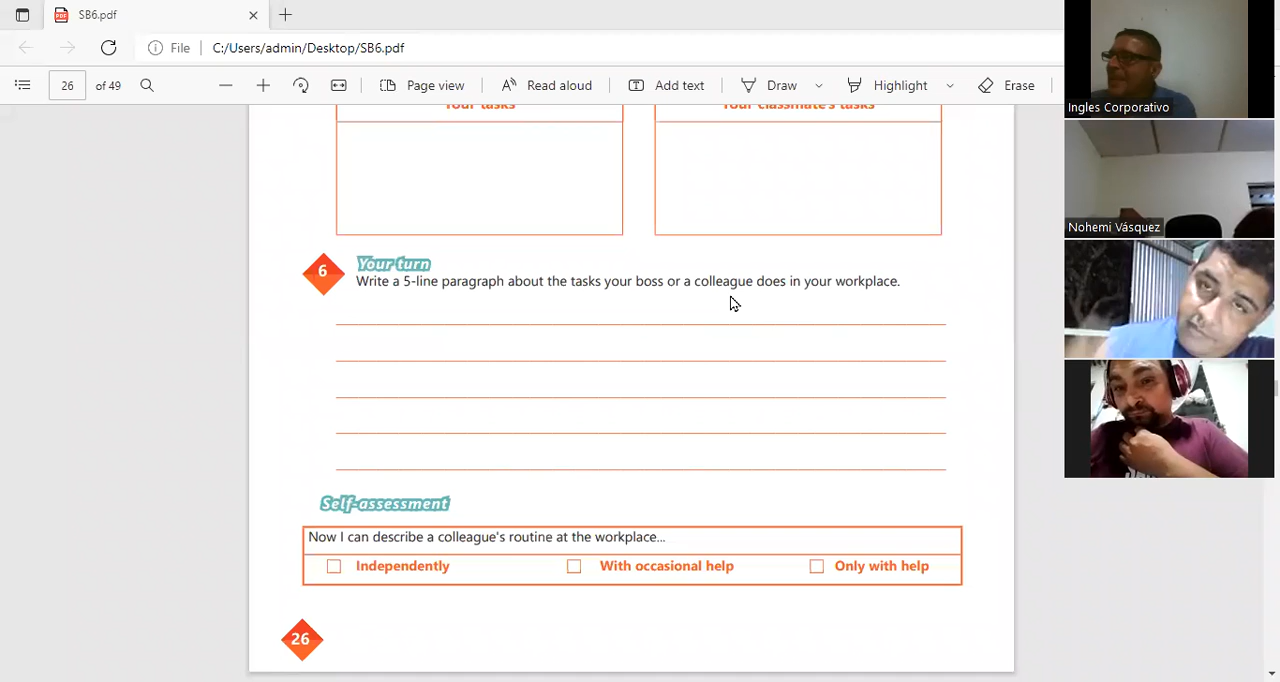 SB6.pdf
File C:/Users/admin/Desktop/SB6.pdf
26 of 49 Page view Read aloud Add text Draw Highlight Erase
Your tasks Your classmate's tasks
6 Your turn
Write a 5-line paragraph about the tasks your boss or a colleague does in your workplace.
Self-assessment
Now I can describe a colleague's routine at the workplace...
Independently With occasional help Only with help
26
Ingles Corporativo
Nohemi Vásquez